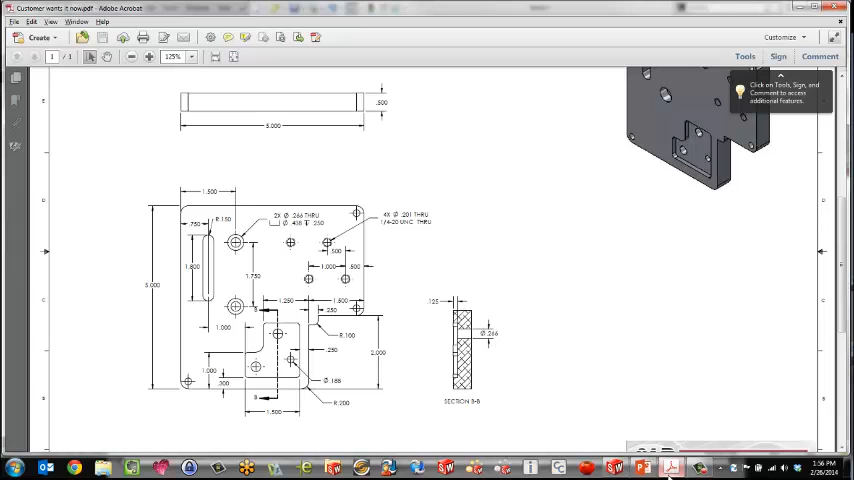 Customer wants it now.pdf - Adobe Acrobat
File Edit View Window Help
Create
Customize
1 / 1
125%
Tools Sign Comment
Click on Tools, Sign, and
Comment to access
additional features.
E
.500
5.000
1.500
2X Ø .266 THRU
⌴ Ø .438 ↧ .250
4X Ø .201 THRU
1/4-20 UNC THRU
.750
R.150
.500
1.000
.500
1.800
1.750
5.000
1.250
1.500
.125
B
.250
1.000
R.100
Ø.266
.250
2.000
1.000
.300
Ø .188
B
R.200
1.500
SECTION B-B
D
C
B
1:56 PM
2/26/2014